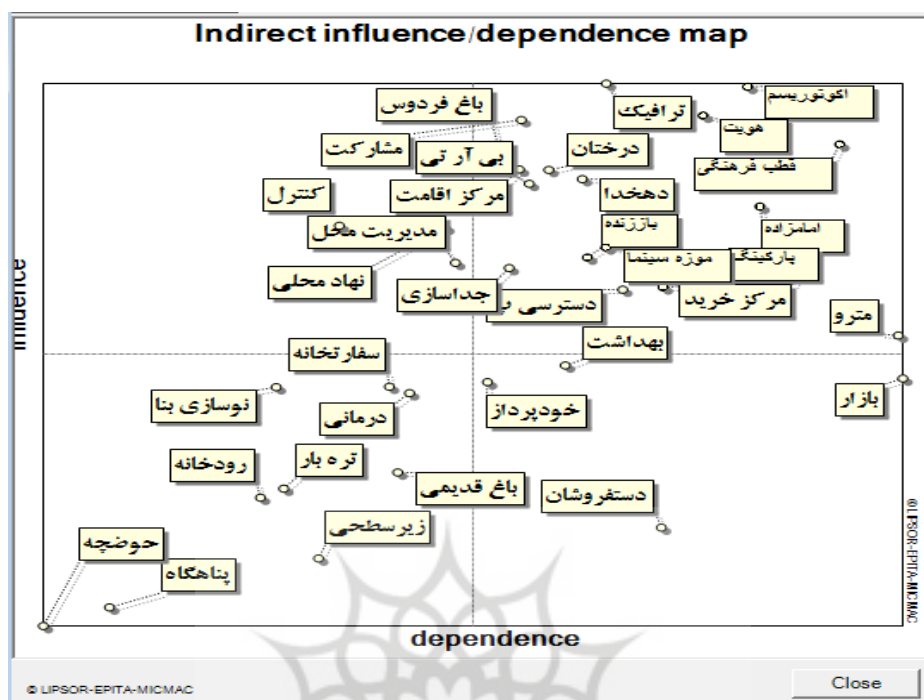 Indirect influence/dependence map
باغ فردوس
ترافیک
اکوتوریسم
هویت
مشارکت
بی آر تی
درختان
قطب فرهنگی
مرکز اقامت
دهخدا
کنترل
مدیریت محل
باززنده
امامزاده
نهاد محلی
جداسازی
دسترسی ب
موزه سینما
پارکینگ
مرکز خرید
مترو
influence
بهداشت
سفارتخانه
نوسازی بنا
درمانی
خودپرداز
بازار
رودخانه
تره بار
باغ قدیمی
دستفروشان
زیرسطحی
حوضچه
پناهگاه
dependence
© LIPSOR-EPITA-MICMAC
© LIPSOR-EPITA-MICMAC
Close